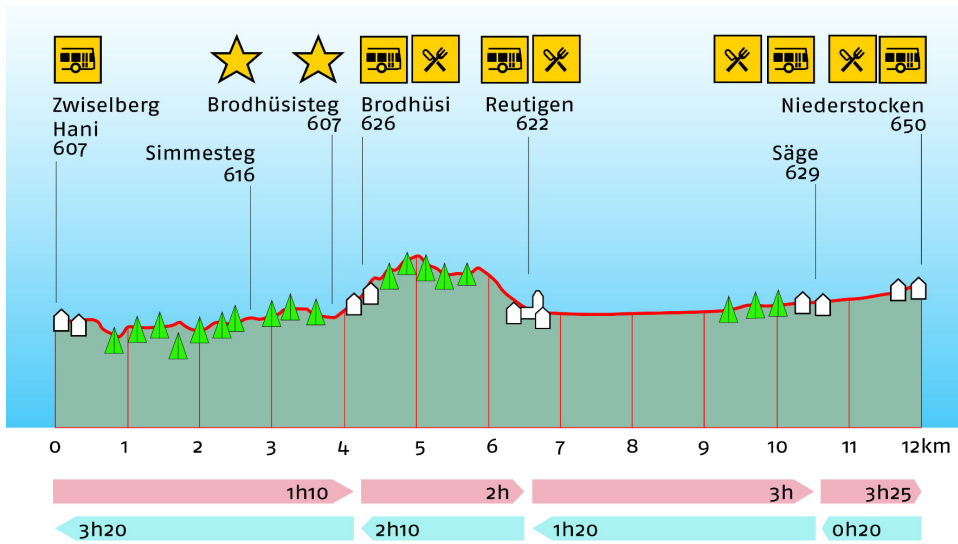 Zwiselberg
Hani
607
Simmesteg
616
Brodhüsisteg
607
Brodhüsi
626
Reutigen
622
Säge
629
Niederstocken
650
0 1 2 3 4 5 6 7 8 9 10 11 12km
1h10 2h 3h 3h25
3h20 2h10 1h20 0h20